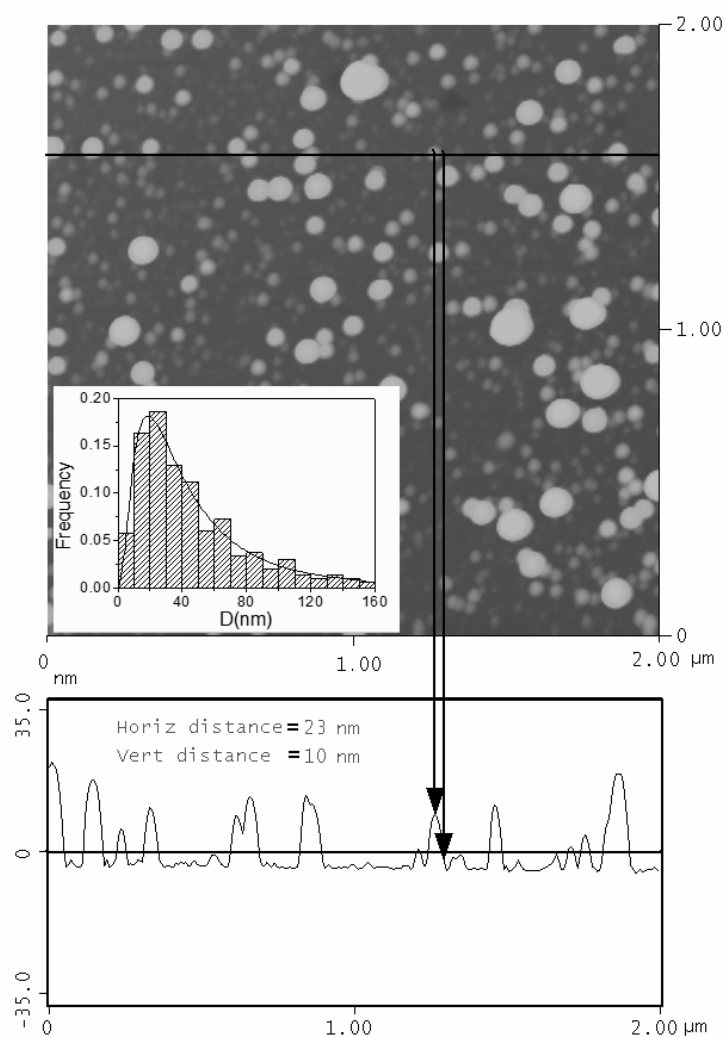 2.00
1.00
0
0.20
0.15
0.10
0.05
0.00
Frequency
0 40 80 120 160
D(nm)
0 1.00 2.00 µm
nm
35.0
0
-35.0
Horiz distance=23 nm
Vert distance =10 nm
0 1.00 2.00 µm